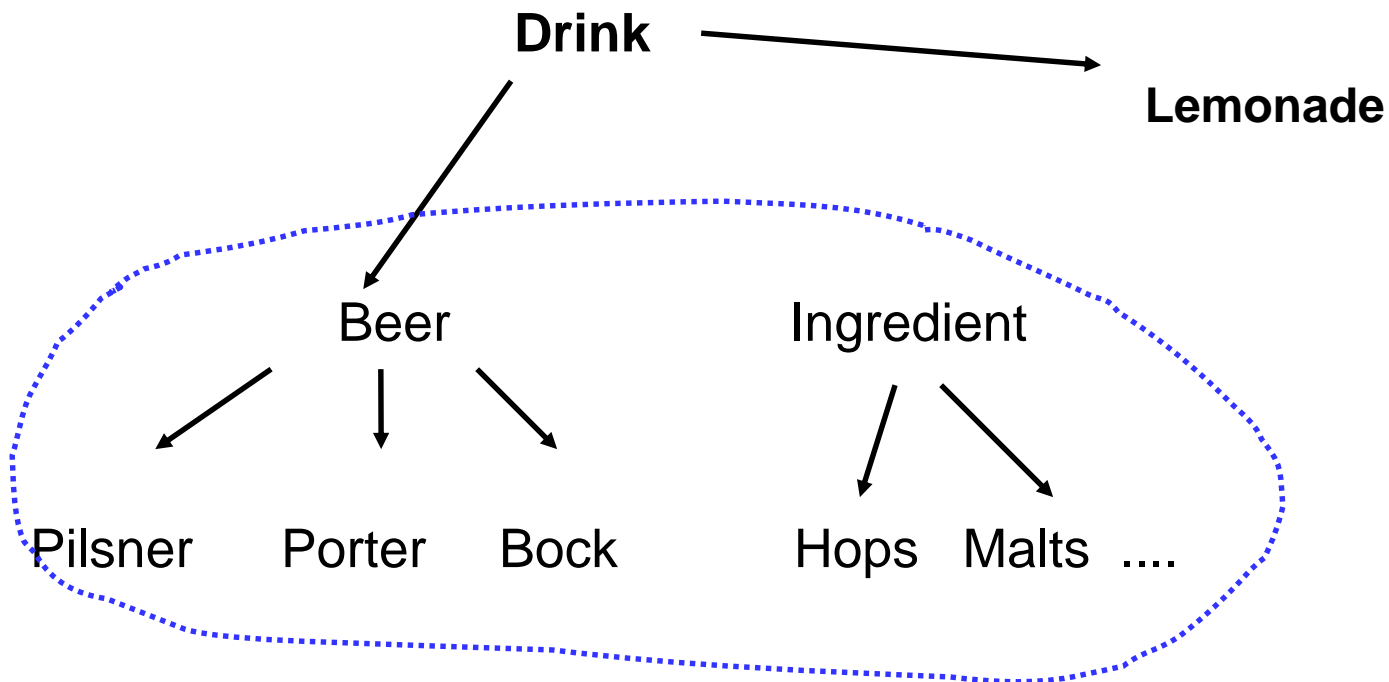 Drink
Lemonade
Beer Ingredient
Pilsner Porter Bock Hops Malts ....